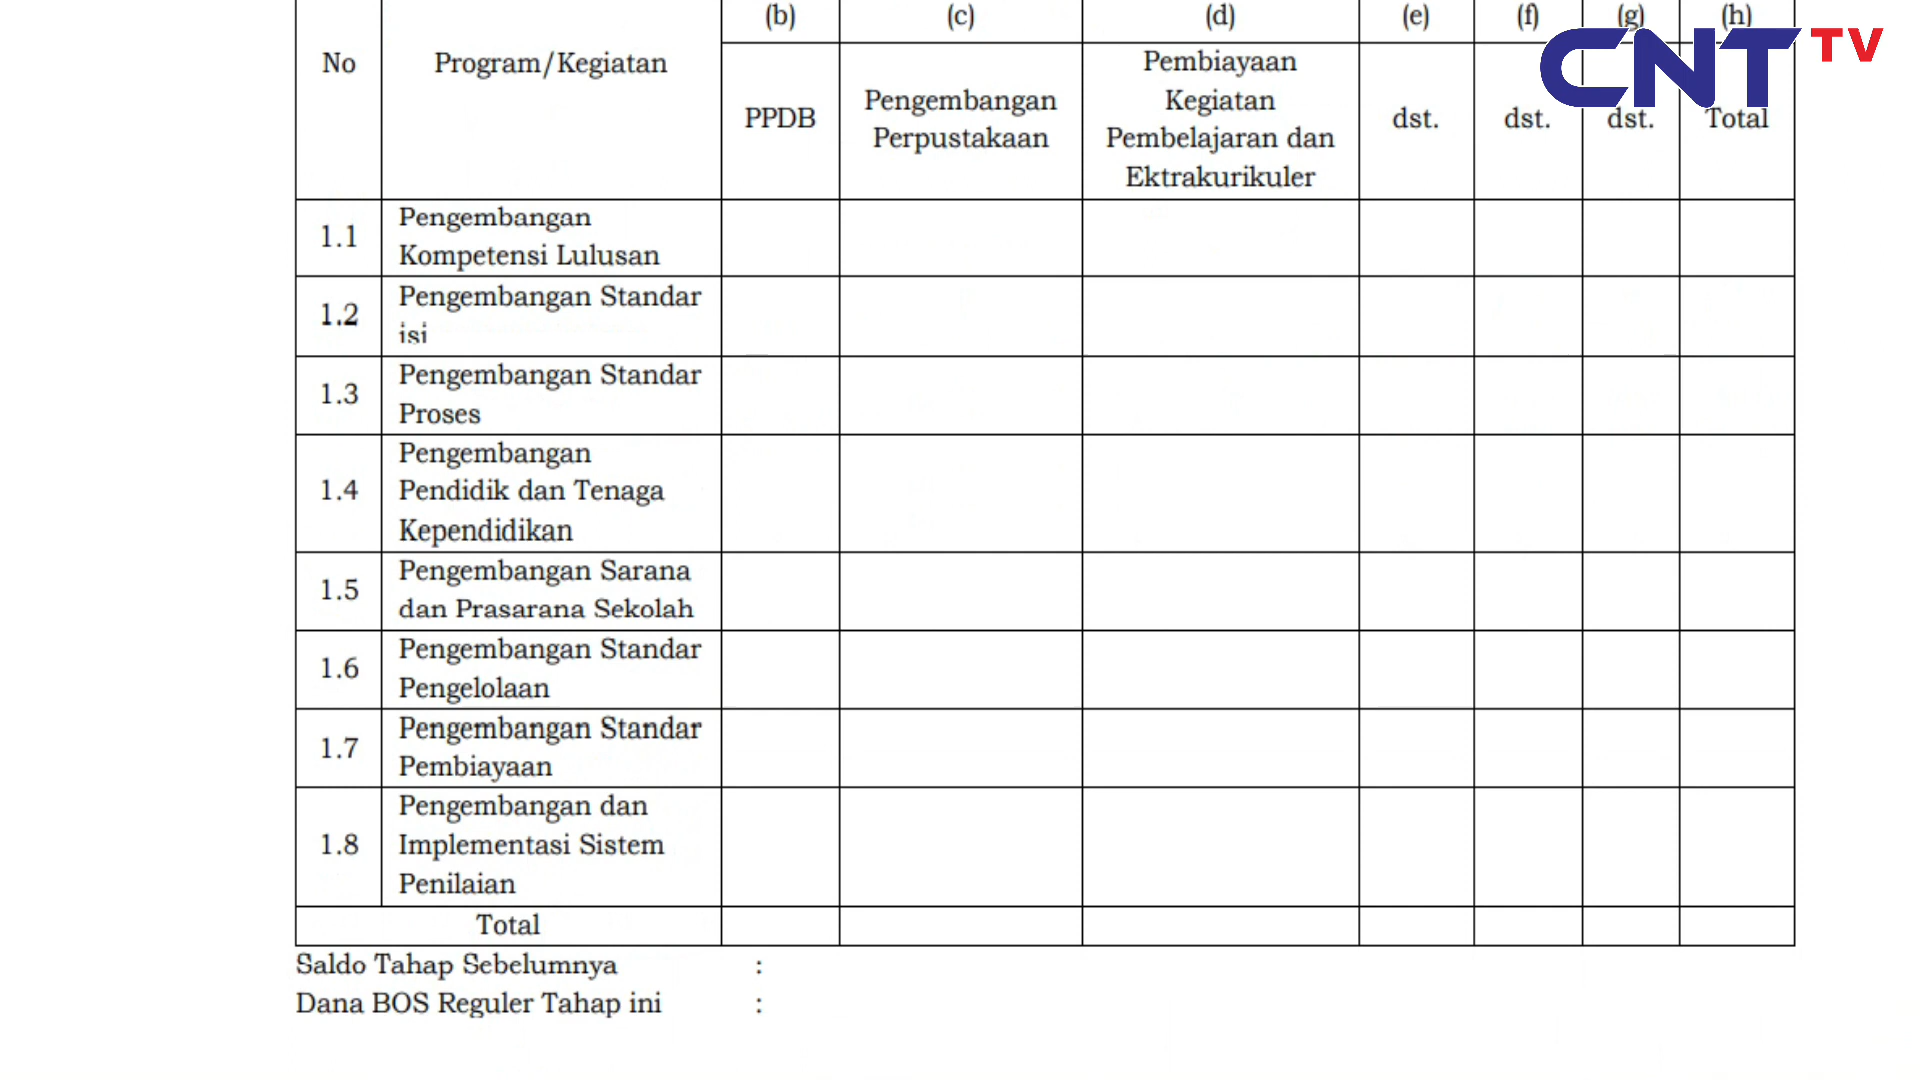 (b) (c) (d) (e) (f) (g) (h)
No Program/Kegiatan
PPDB
Pengembangan
Perpustakaan
Pembiayaan
Kegiatan
Pembelajaran dan
Ektrakurikuler
dst. dst. dst. Total
CNT TV
1.1 Pengembangan
Kompetensi Lulusan
1.2 Pengembangan Standar
isi
1.3 Pengembangan Standar
Proses
1.4 Pengembangan
Pendidik dan Tenaga
Kependidikan
1.5 Pengembangan Sarana
dan Prasarana Sekolah
1.6 Pengembangan Standar
Pengelolaan
1.7 Pengembangan Standar
Pembiayaan
1.8 Pengembangan dan
Implementasi Sistem
Penilaian
Total
Saldo Tahap Sebelumnya :
Dana BOS Reguler Tahap ini :